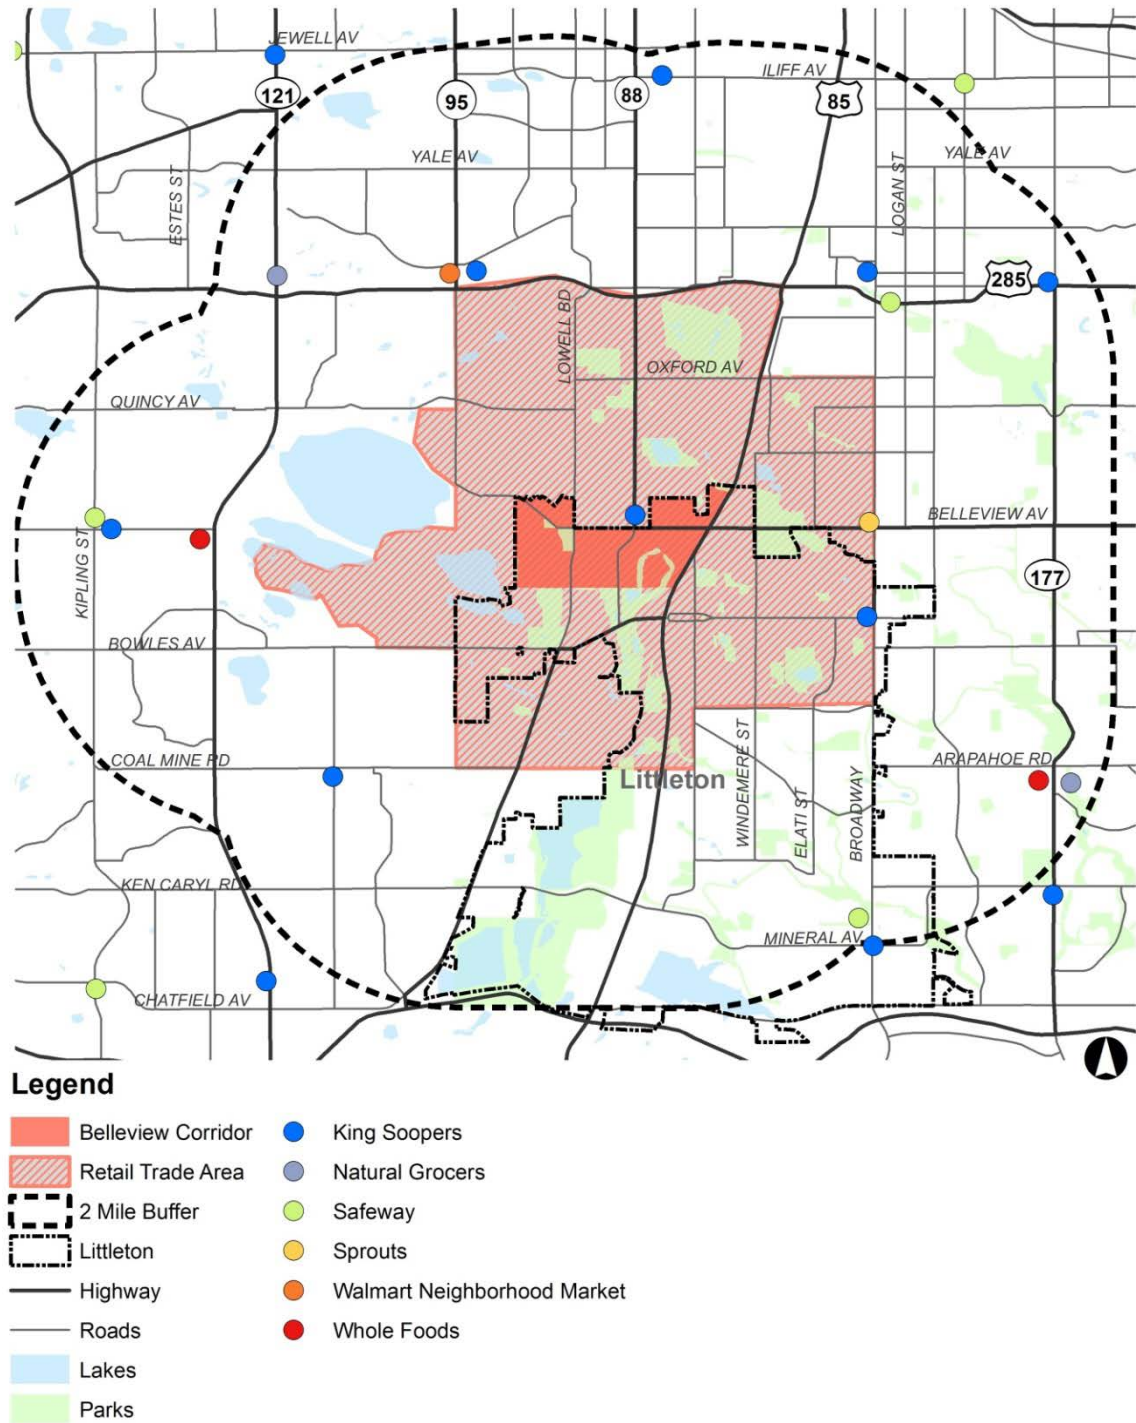 JEWELL AV
ILIFF AV
121
95
88
85
YALE AV
YALE AV
ESTES ST
LOGAN ST
285
LOWELL BD
OXFORD AV
QUINCY AV
BELLEVIEW AV
KIPLING ST
177
BOWLES AV
COAL MINE RD
ARAPAHOE RD
Littleton
WINDEMERE ST
ELATI ST
BROADWAY
KEN CARYL RD
MINERAL AV
CHATFIELD AV
Legend
Belleview Corridor
King Soopers
Retail Trade Area
Natural Grocers
2 Mile Buffer
Safeway
Littleton
Sprouts
Highway
Walmart Neighborhood Market
Roads
Whole Foods
Lakes
Parks